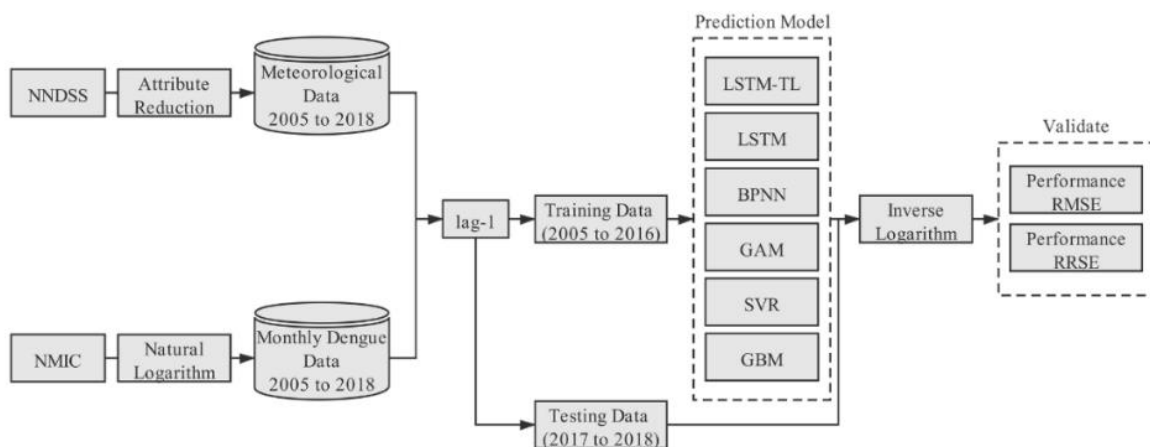 Prediction Model
NNDSS
Attribute
Reduction
Meteorological
Data
2005 to 2018
LSTM-TL
LSTM
BPNN
GAM
SVR
GBM
lag-1
Training Data
(2005 to 2016)
Inverse
Logarithm
Validate
Performance
RMSE
Performance
RRSE
NMIC
Natural
Logarithm
Monthly Dengue
Data
2005 to 2018
Testing Data
(2017 to 2018)